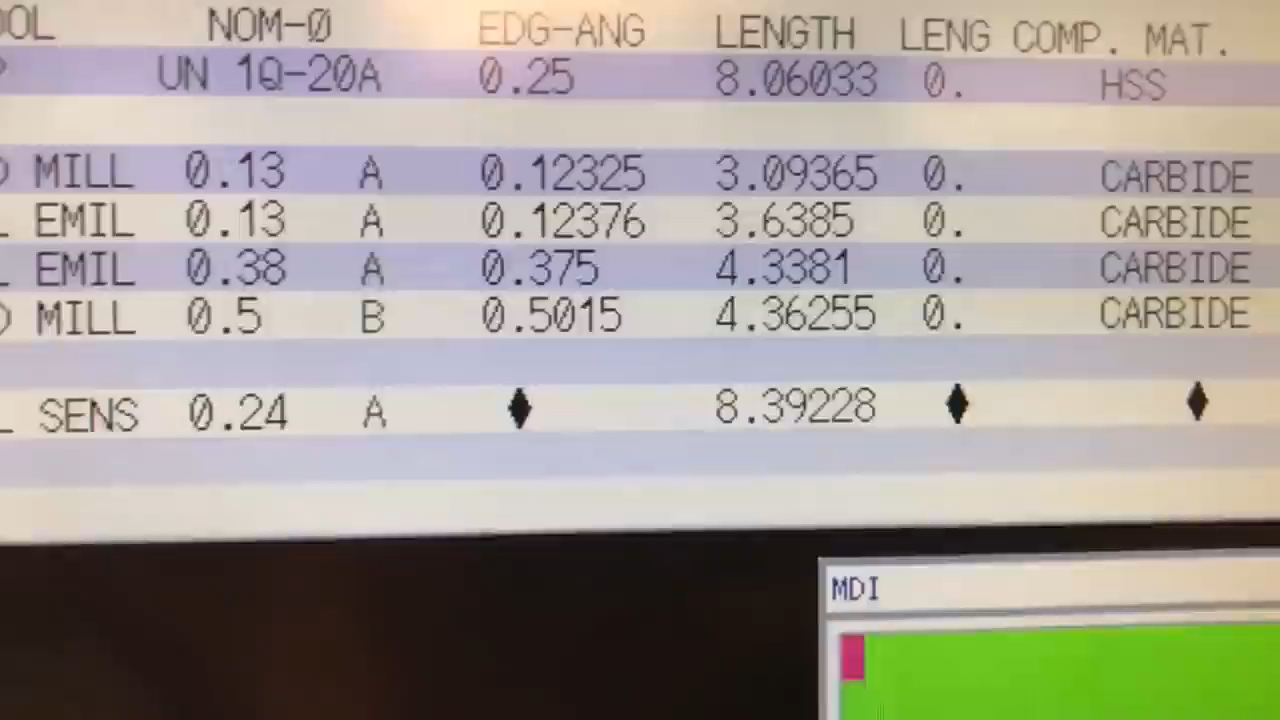 OOL NOM-Ø EDG-ANG LENGTH LENG COMP. MAT.
P UN 1Q-20A 0.25 8.06033 0. HSS
D MILL 0.13 A 0.12325 3.09365 0. CARBIDE
L EMIL 0.13 A 0.12376 3.6385 0. CARBIDE
L EMIL 0.38 A 0.375 4.3381 0. CARBIDE
D MILL 0.5 B 0.5015 4.36255 0. CARBIDE
L SENS 0.24 A ♦ 8.39228 ♦ ♦
MDI